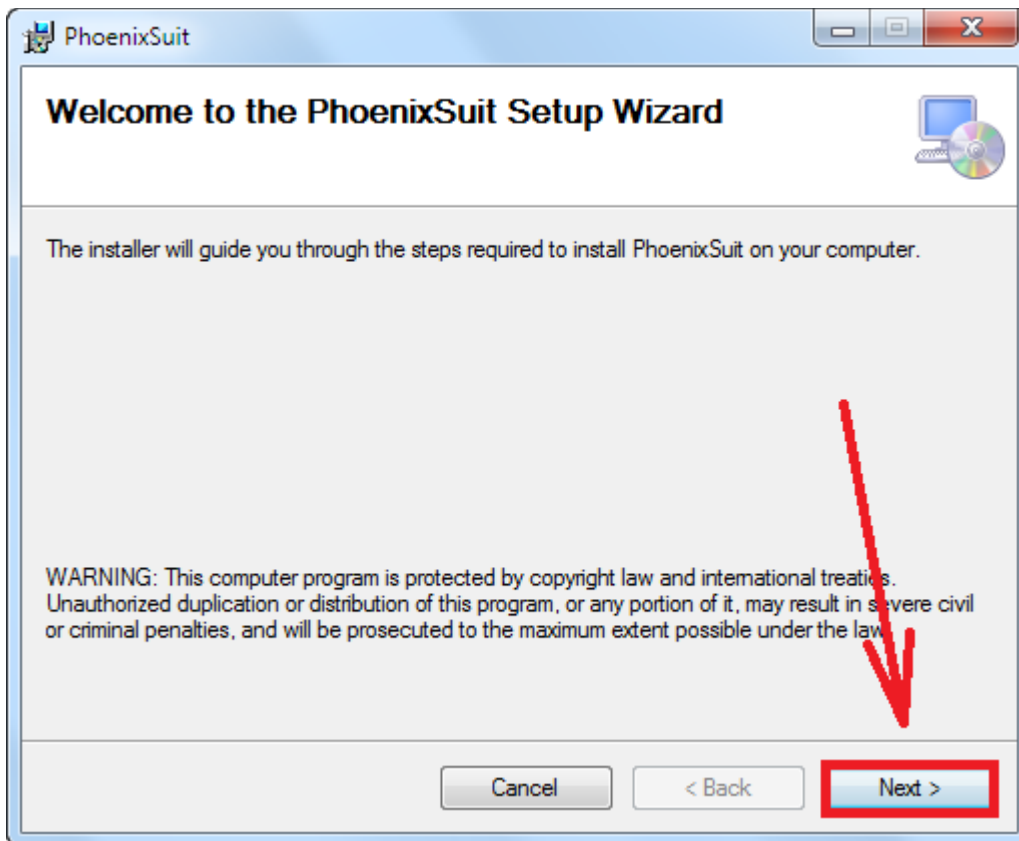 PhoenixSuit
Welcome to the PhoenixSuit Setup Wizard
The installer will guide you through the steps required to install PhoenixSuit on your computer.
WARNING: This computer program is protected by copyright law and international treaties.
Unauthorized duplication or distribution of this program, or any portion of it, may result in severe civil
or criminal penalties, and will be prosecuted to the maximum extent possible under the law.
Cancel
< Back
Next >